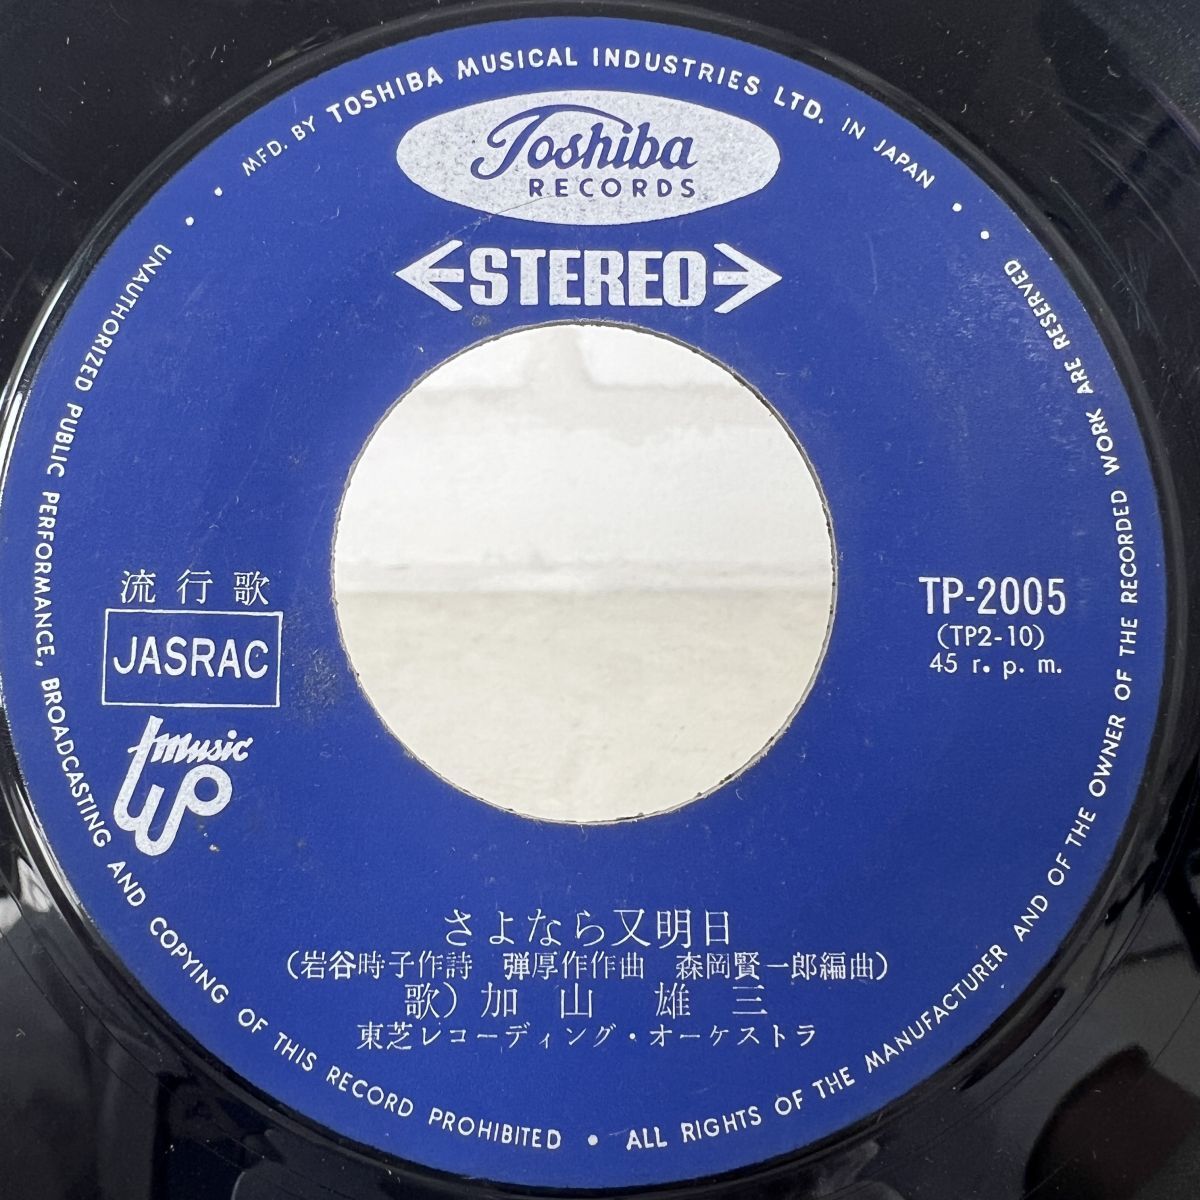 MFD. BY TOSHIBA MUSICAL INDUSTRIES LTD. IN JAPAN
Toshiba
RECORDS
STEREO
流行歌
JASRAC
music
TP-2005
(TP2-10)
45 r. p. m.
さよなら又明日
(岩谷時子作詩 弾厚作作曲 森岡賢一郎編曲)
歌) 加山 雄三
東芝レコーディング・オーケストラ
UNAUTHORIZED PUBLIC PERFORMANCE, BROADCASTING AND COPYING OF THIS RECORD PROHIBITED • ALL RIGHTS OF THE MANUFACTURER AND OF THE OWNER OF THE RECORDED WORK ARE RESERVED